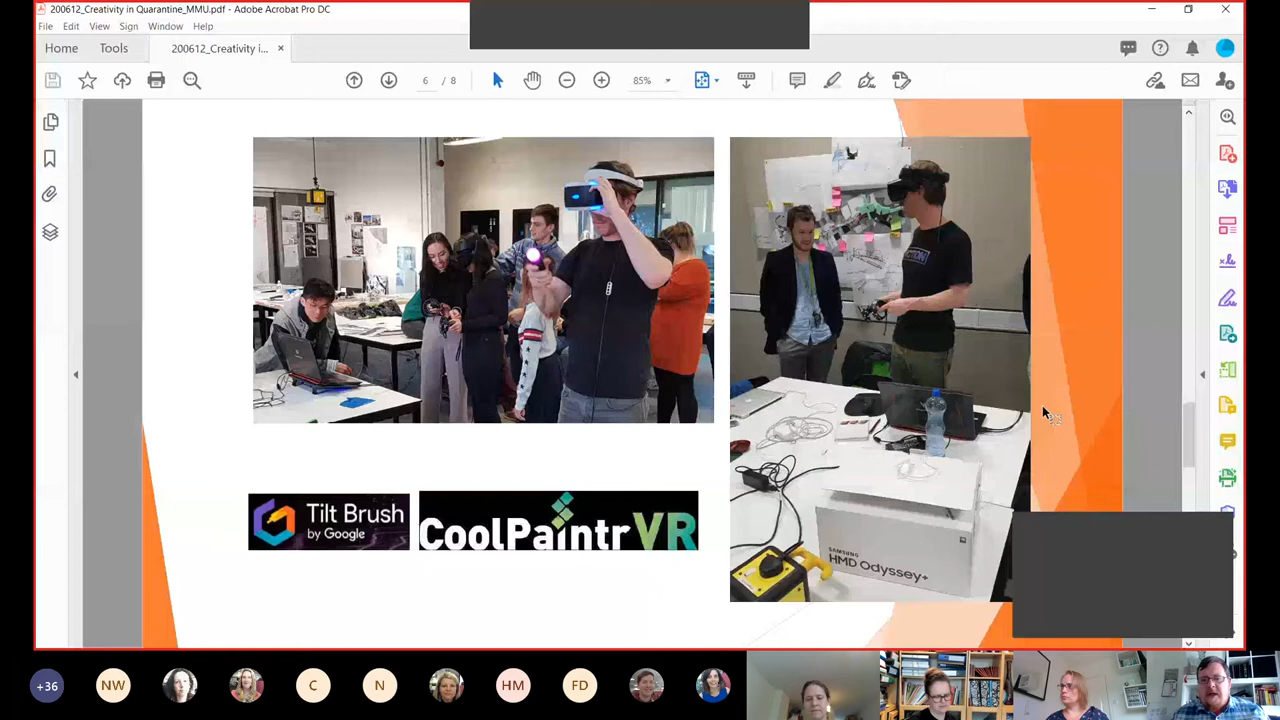 200612_Creativity in Quarantine_MMU.pdf - Adobe Acrobat Pro DC
File Edit View Sign Window Help
Home Tools 200612_Creativity i... ×
6 / 8 85%
Tilt Brush
by Google
CoolPaintrVR
SAMSUNG
HMD Odyssey+
+36 NW C N HM FD